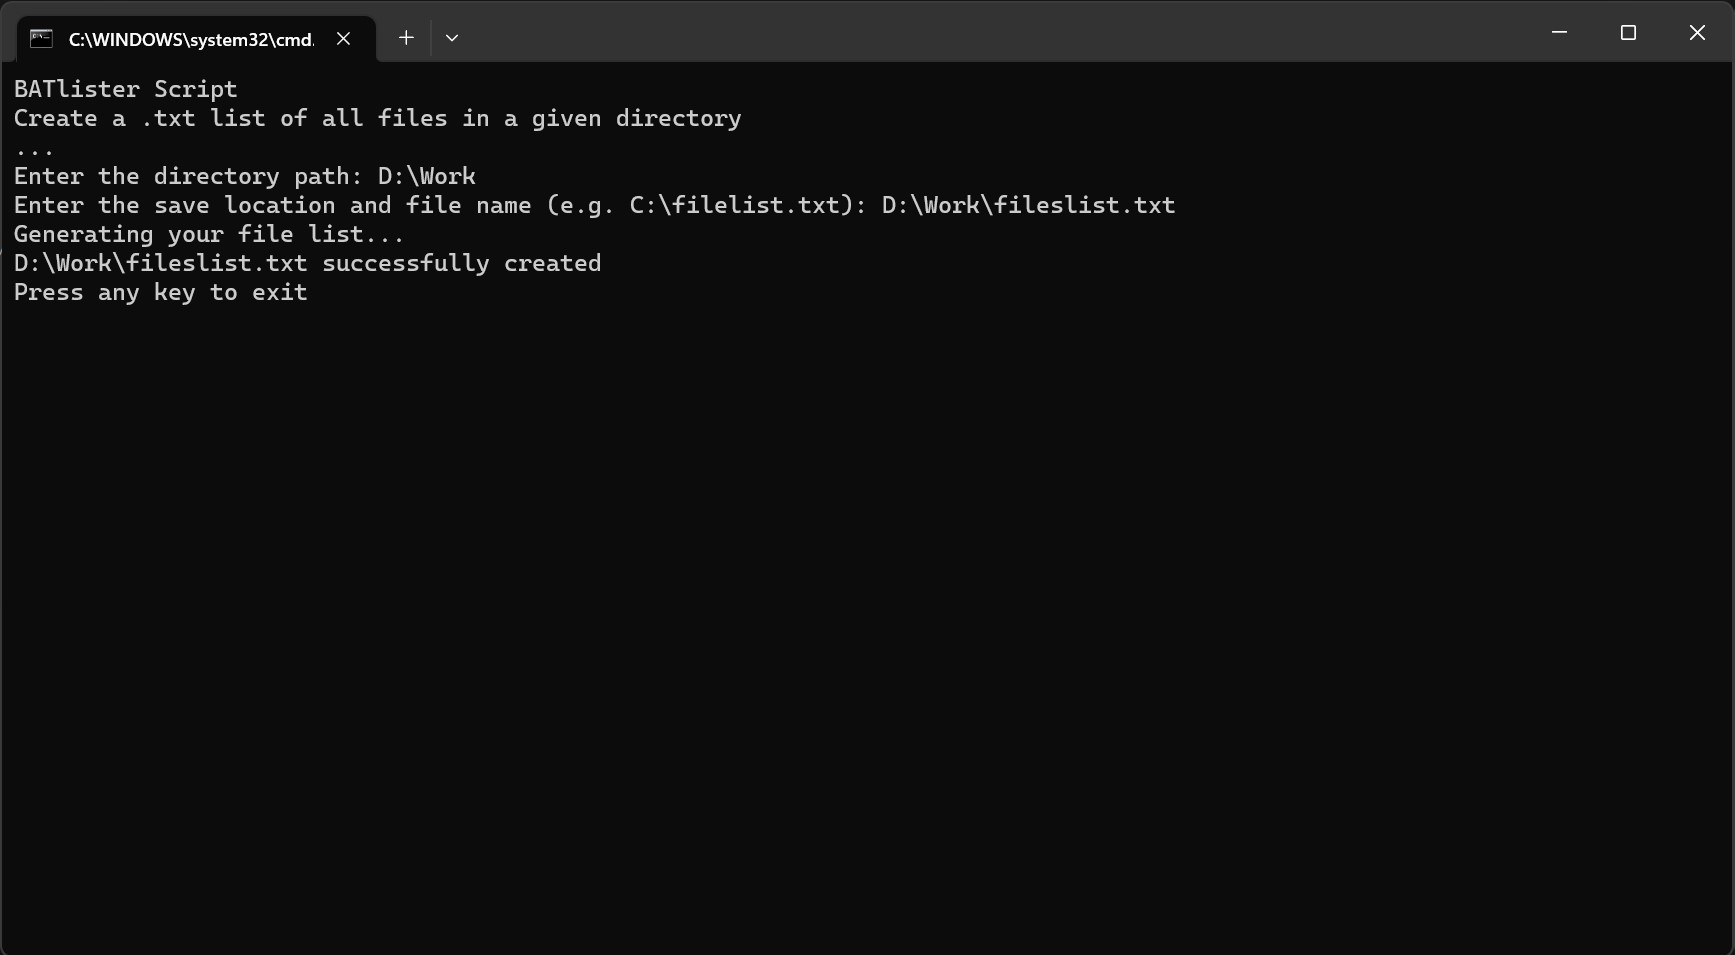 C:\WINDOWS\system32\cmd.
BATlister Script
Create a .txt list of all files in a given directory
...
Enter the directory path: D:\Work
Enter the save location and file name (e.g. C:\filelist.txt): D:\Work\fileslist.txt
Generating your file list...
D:\Work\fileslist.txt successfully created
Press any key to exit